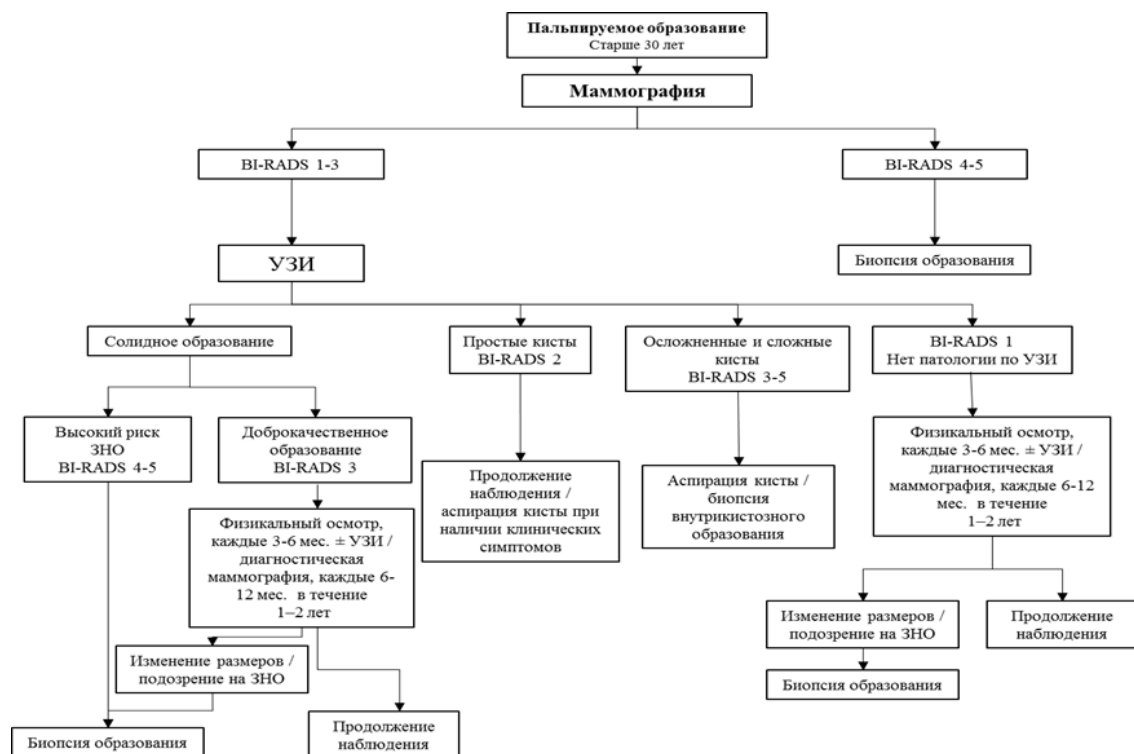 Пальпируемое образование
Старше 30 лет
Маммография
BI-RADS 1-3
BI-RADS 4-5
УЗИ
Биопсия образования
Солидное образование
Простые кисты
BI-RADS 2
Осложненные и сложные
кисты
BI-RADS 3-5
BI-RADS 1
Нет патологии по УЗИ
Высокий риск
ЗНО
BI-RADS 4-5
Доброкачественное
образование
BI-RADS 3
Продолжение
наблюдения /
аспирация кисты при
наличии клинических
симптомов
Аспирация кисты /
биопсия
внутрикистозного
образования
Физикальный осмотр,
каждые 3-6 мес. ± УЗИ /
диагностическая
маммография, каждые 6-12
мес. в течение
1–2 лет
Физикальный осмотр,
каждые 3-6 мес. ± УЗИ /
диагностическая
маммография, каждые 6-
12 мес. в течение
1–2 лет
Изменение размеров /
подозрение на ЗНО
Продолжение
наблюдения
Изменение размеров /
подозрение на ЗНО
Биопсия образования
Биопсия образования
Продолжение
наблюдения